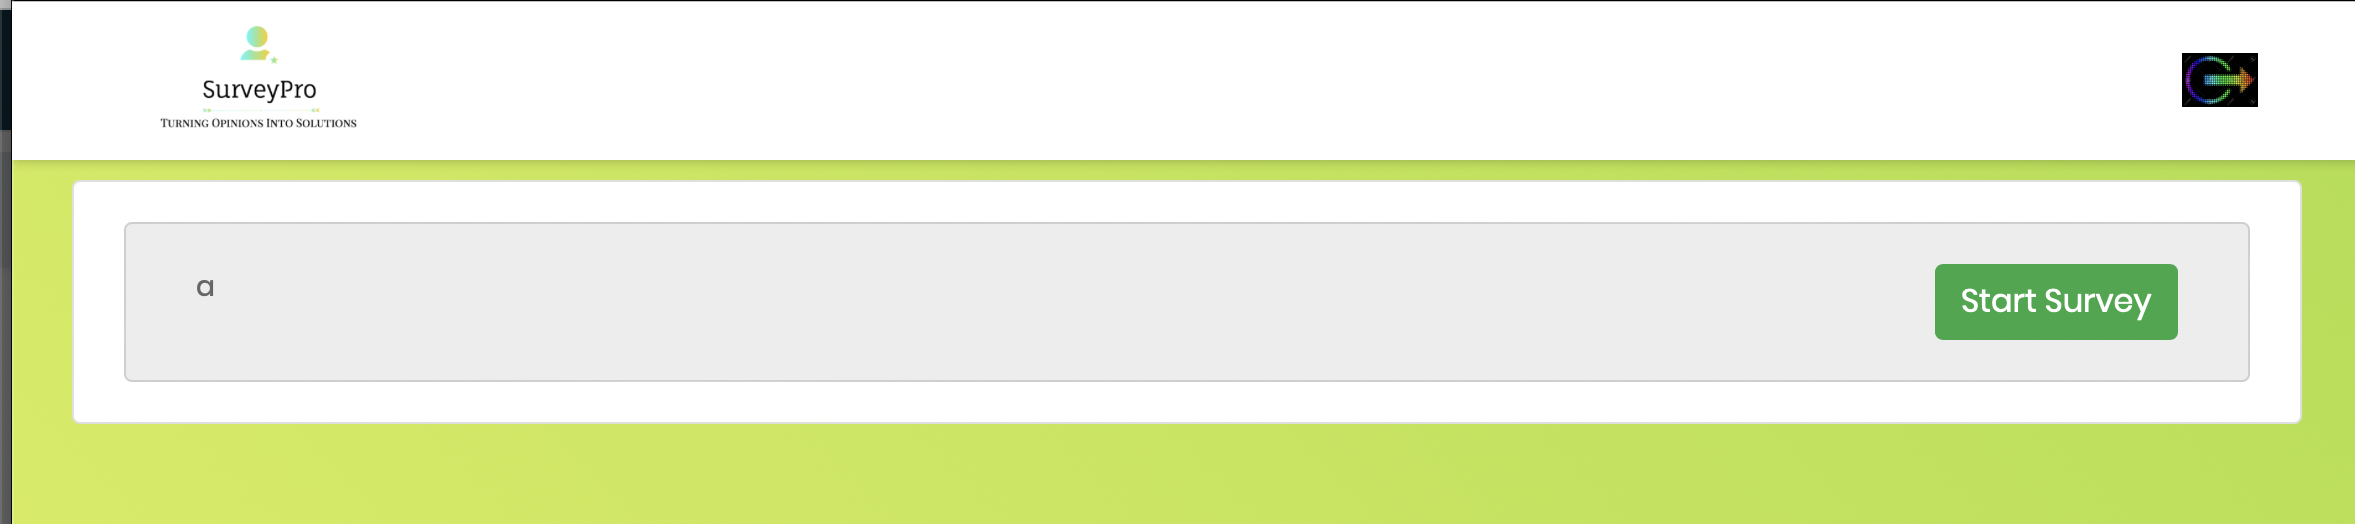 SurveyPro
TURNING OPINIONS INTO SOLUTIONS
a
Start Survey